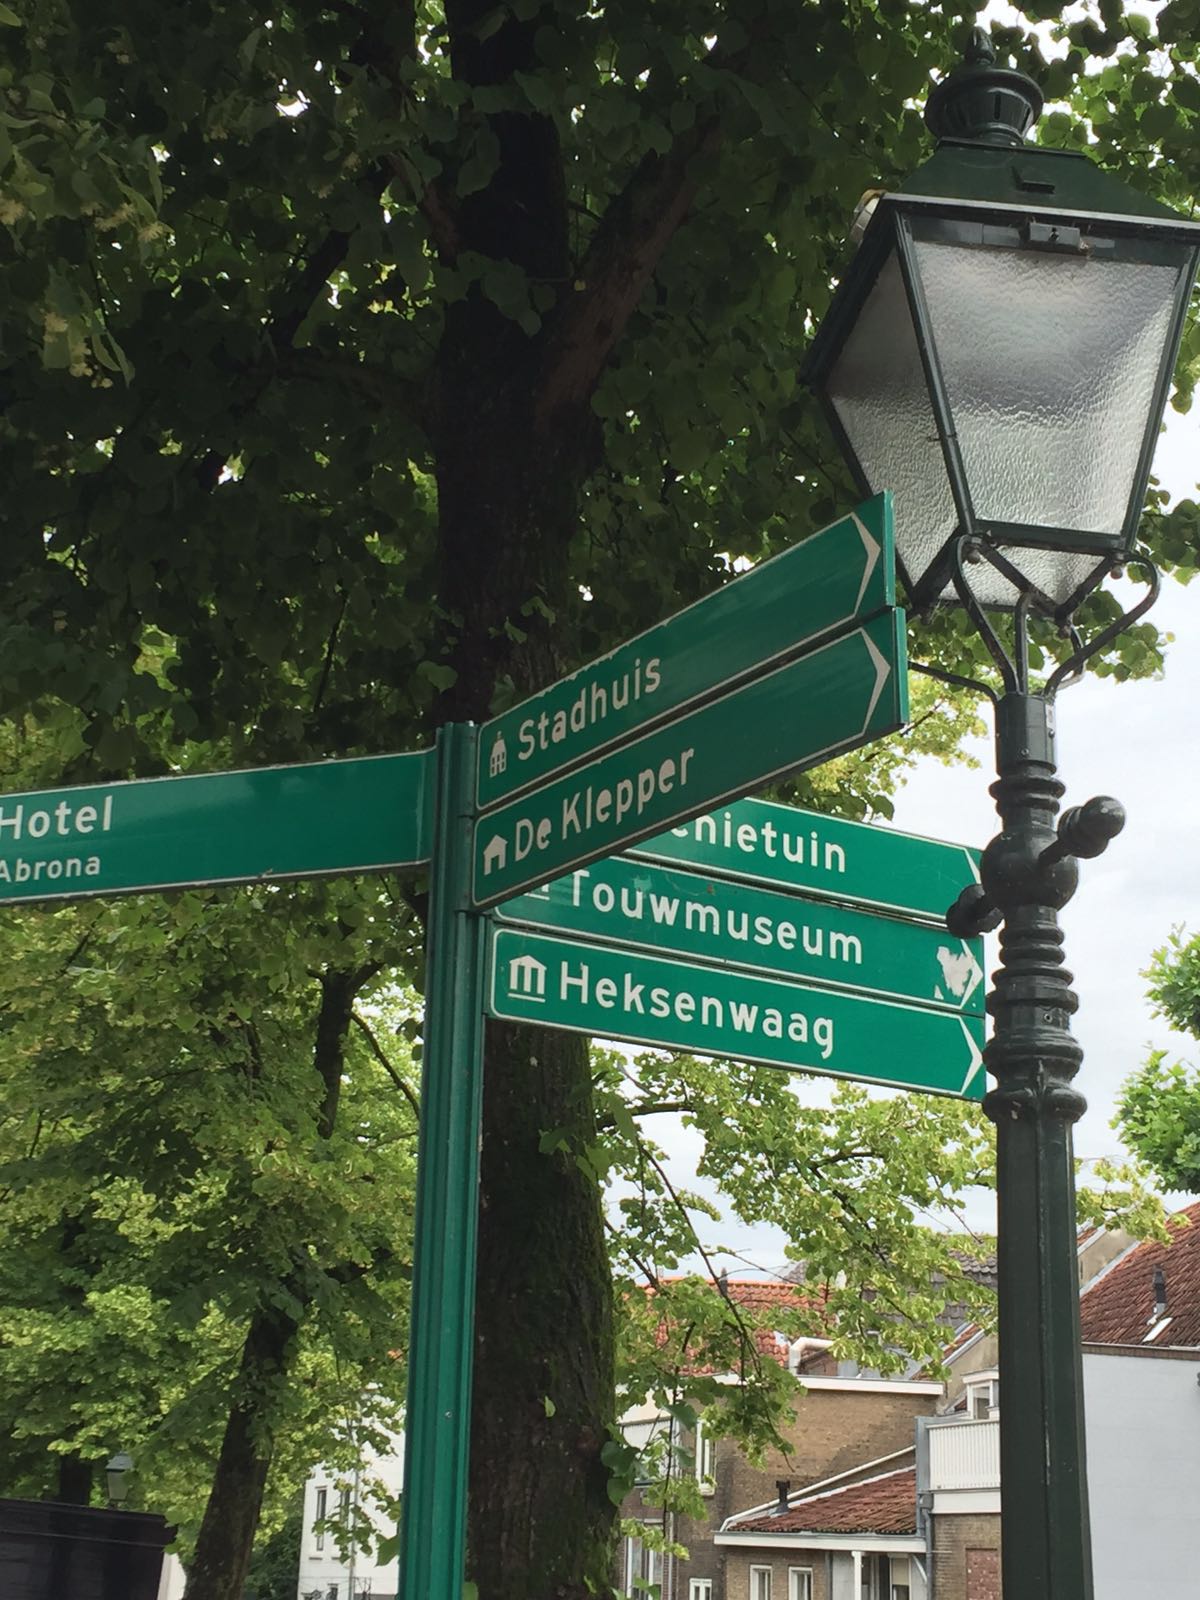 Stadhuis
De Klepper
Hotel
Abrona
Touwmuseum
Heksenwaag